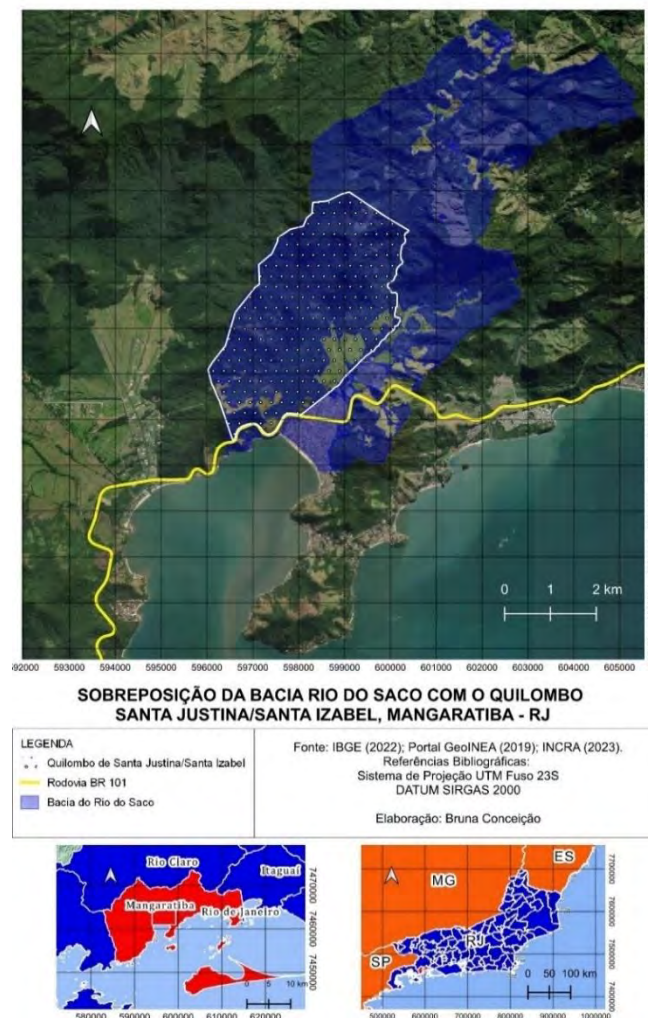 0 1 2 km
592000 593000 594000 595000 596000 597000 598000 599000 600000 601000 602000 603000 604000 605000
SOBREPOSIÇÃO DA BACIA RIO DO SACO COM O QUILOMBO
SANTA JUSTINA/SANTA IZABEL, MANGARATIBA - RJ
LEGENDA
Quilombo de Santa Justina/Santa Izabel
Rodovia BR 101
Bacia do Rio do Saco
Fonte: IBGE (2022); Portal GeoINEA (2019); INCRA (2023).
Referências Bibliográficas:
Sistema de Projeção UTM Fuso 23S
DATUM SIRGAS 2000
Elaboração: Bruna Conceição
Rio Claro
Itaguaí
Mangaratiba
Rio de Janeiro
0 5 10 km
7470000
7460000
7450000
580000 590000 600000 610000 620000
ES
MG
RJ
SP
0 50 100 km
7700000
7600000
7500000
7400000
500000 600000 700000 800000 900000 1000000